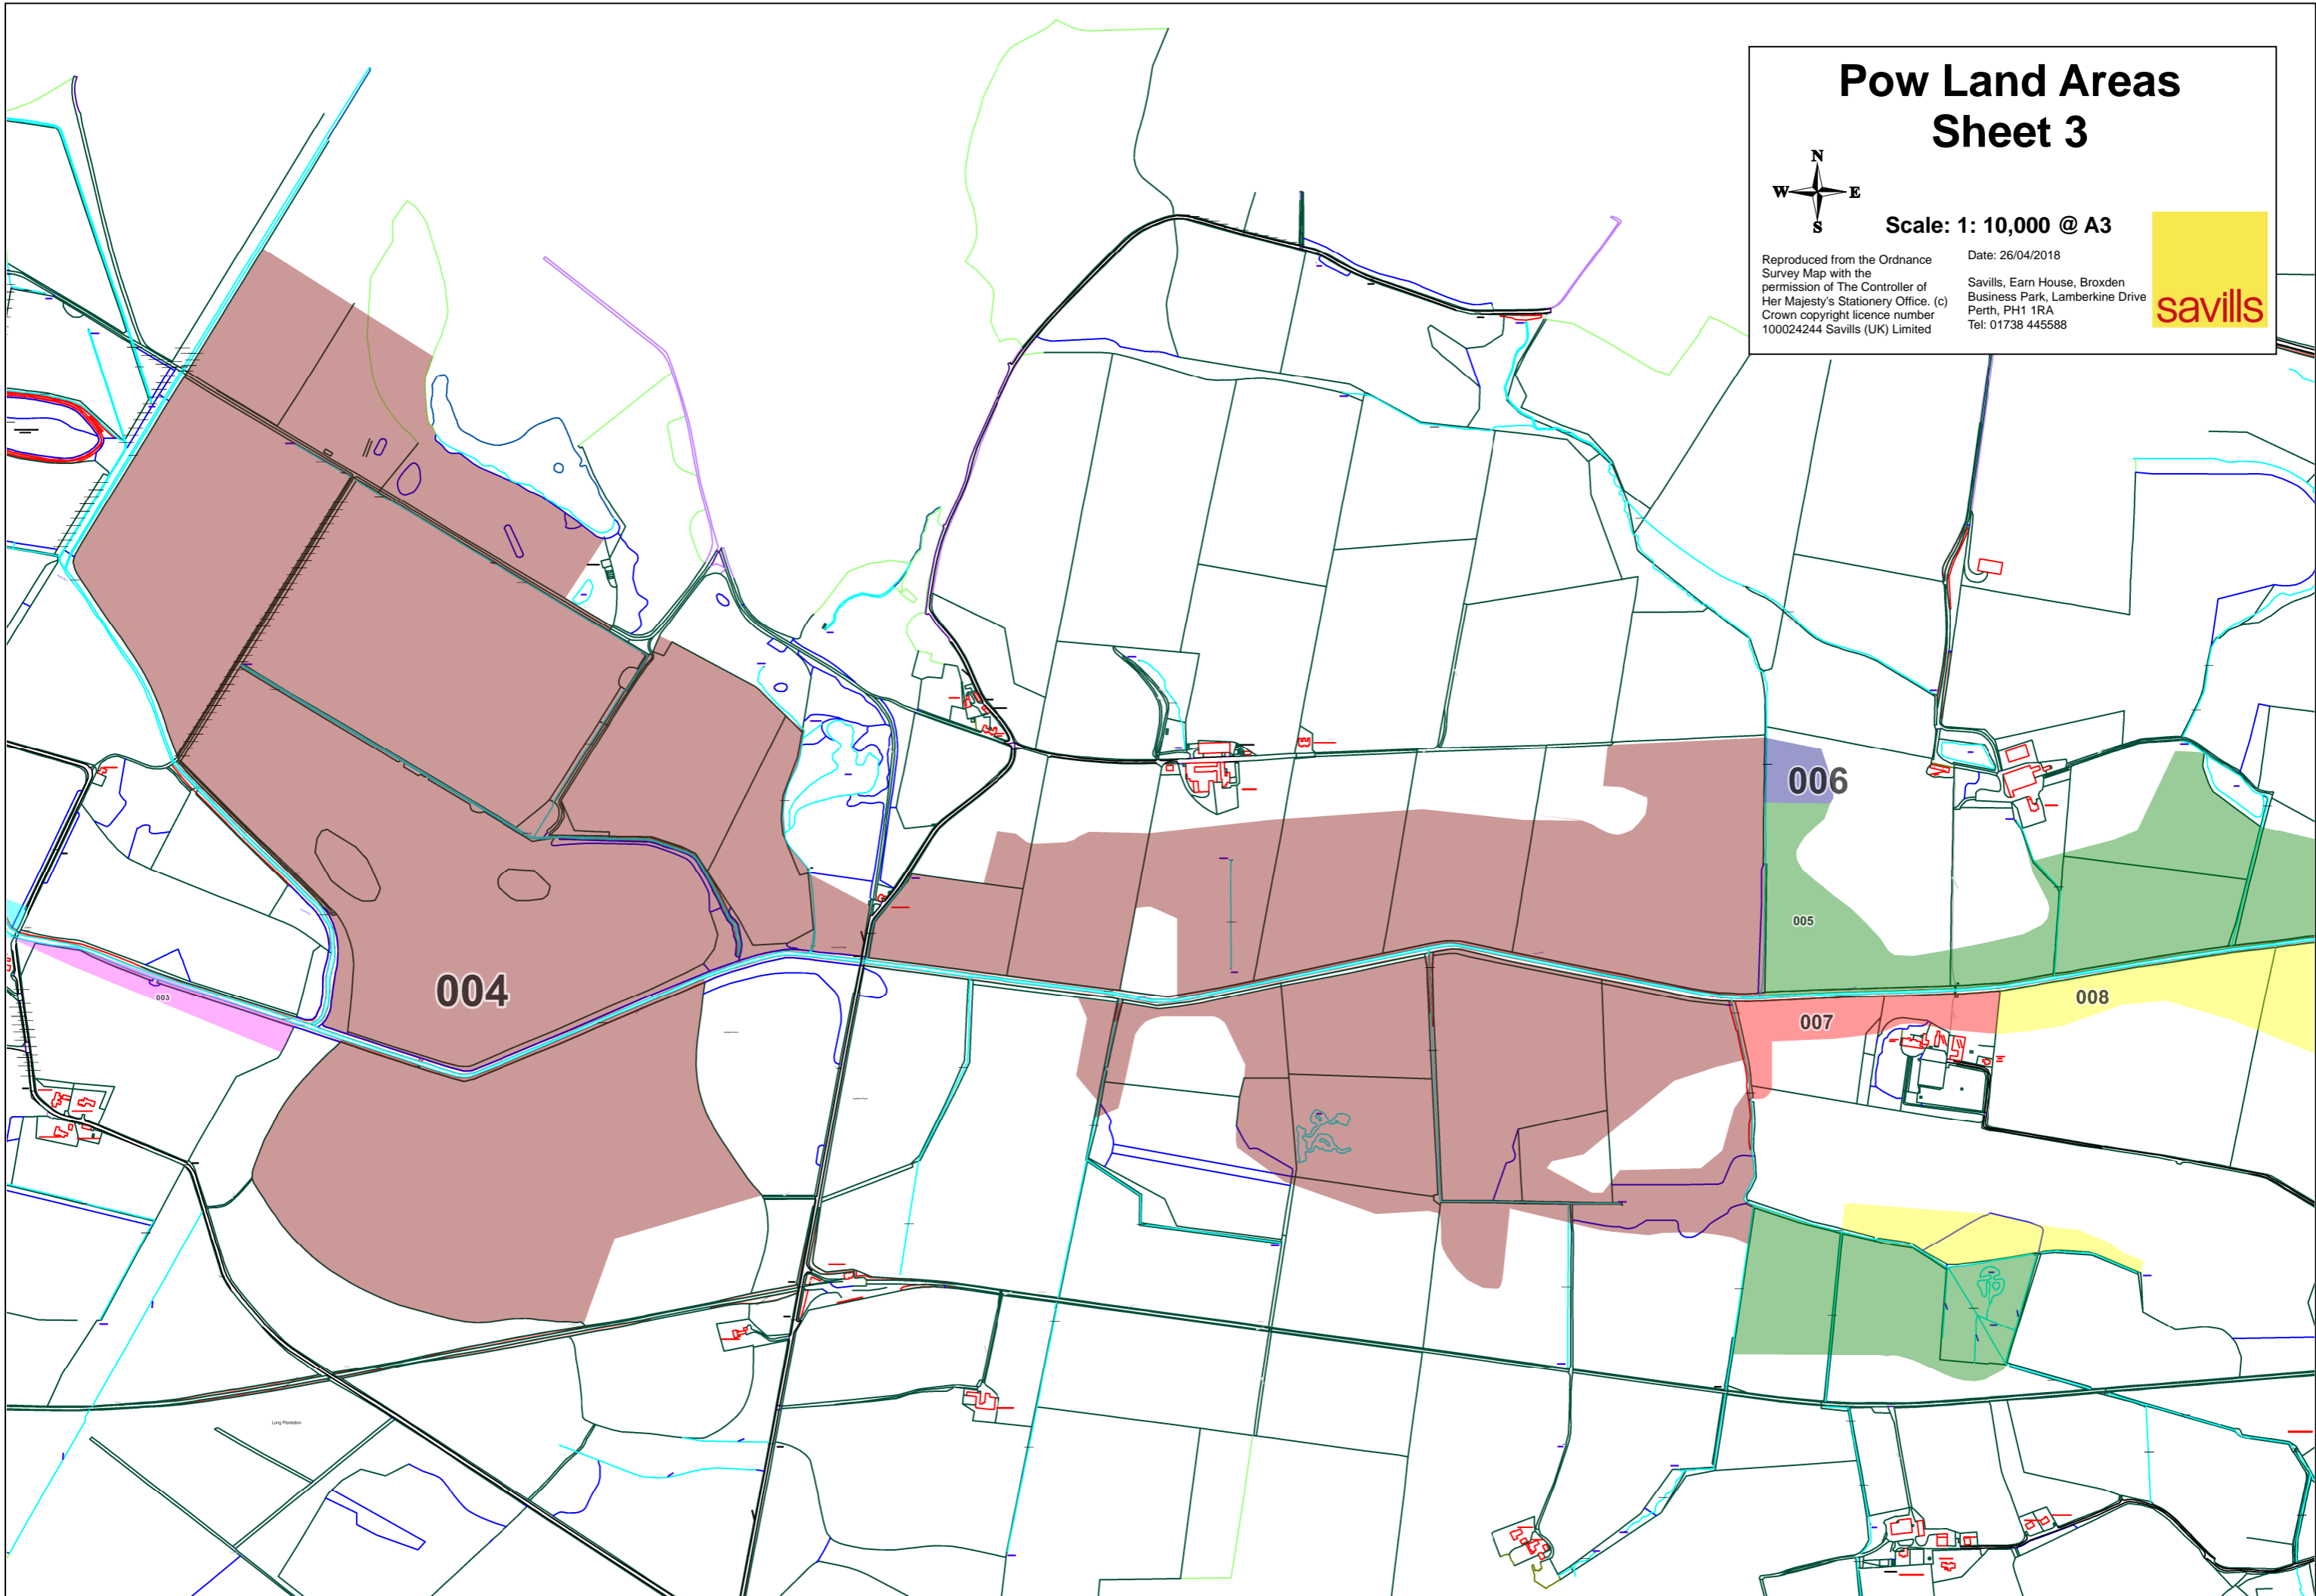 Pow Land Areas
Sheet 3
N
W E
S
Scale: 1: 10,000 @ A3
Reproduced from the Ordnance
Survey Map with the
permission of The Controller of
Her Majesty's Stationery Office. (c)
Crown copyright licence number
100024244 Savills (UK) Limited
Date: 26/04/2018
Savills, Earn House, Broxden
Business Park, Lamberkine Drive
Perth, PH1 1RA
Tel: 01738 445588
savills
006
005
004
003
008
007
Long Plantation